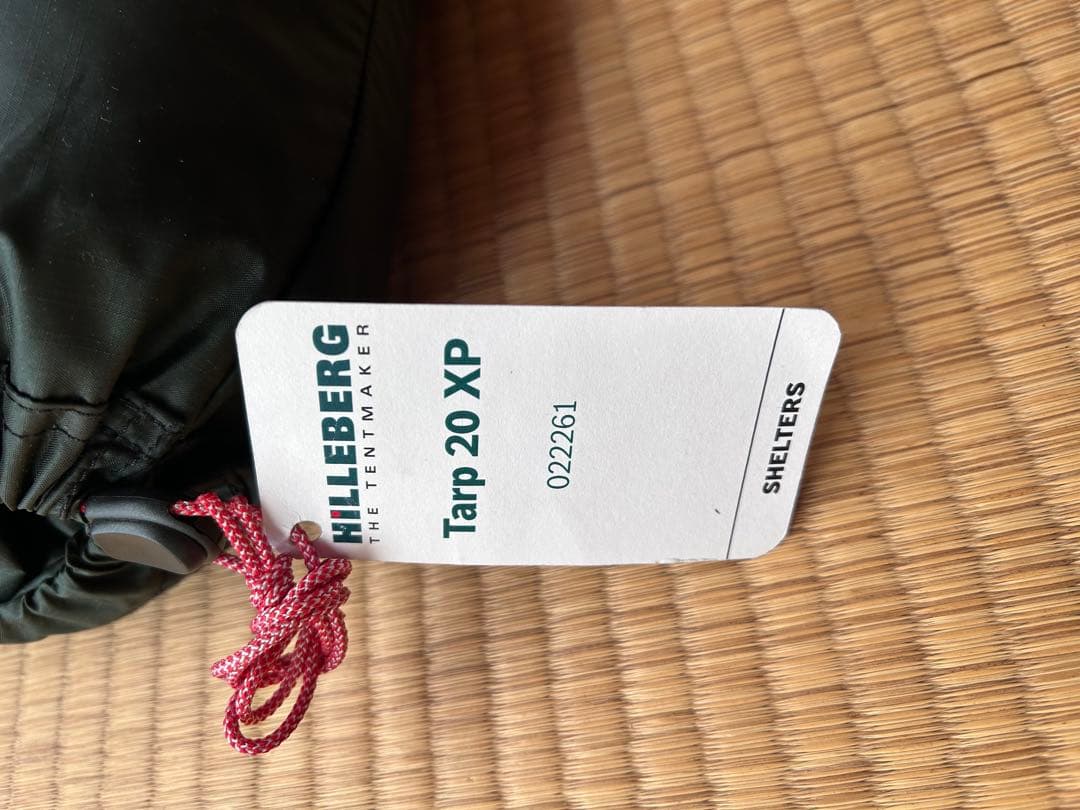 HILLEBERG
THE TENTMAKER
Tarp 20 XP
022261
SHELTERS